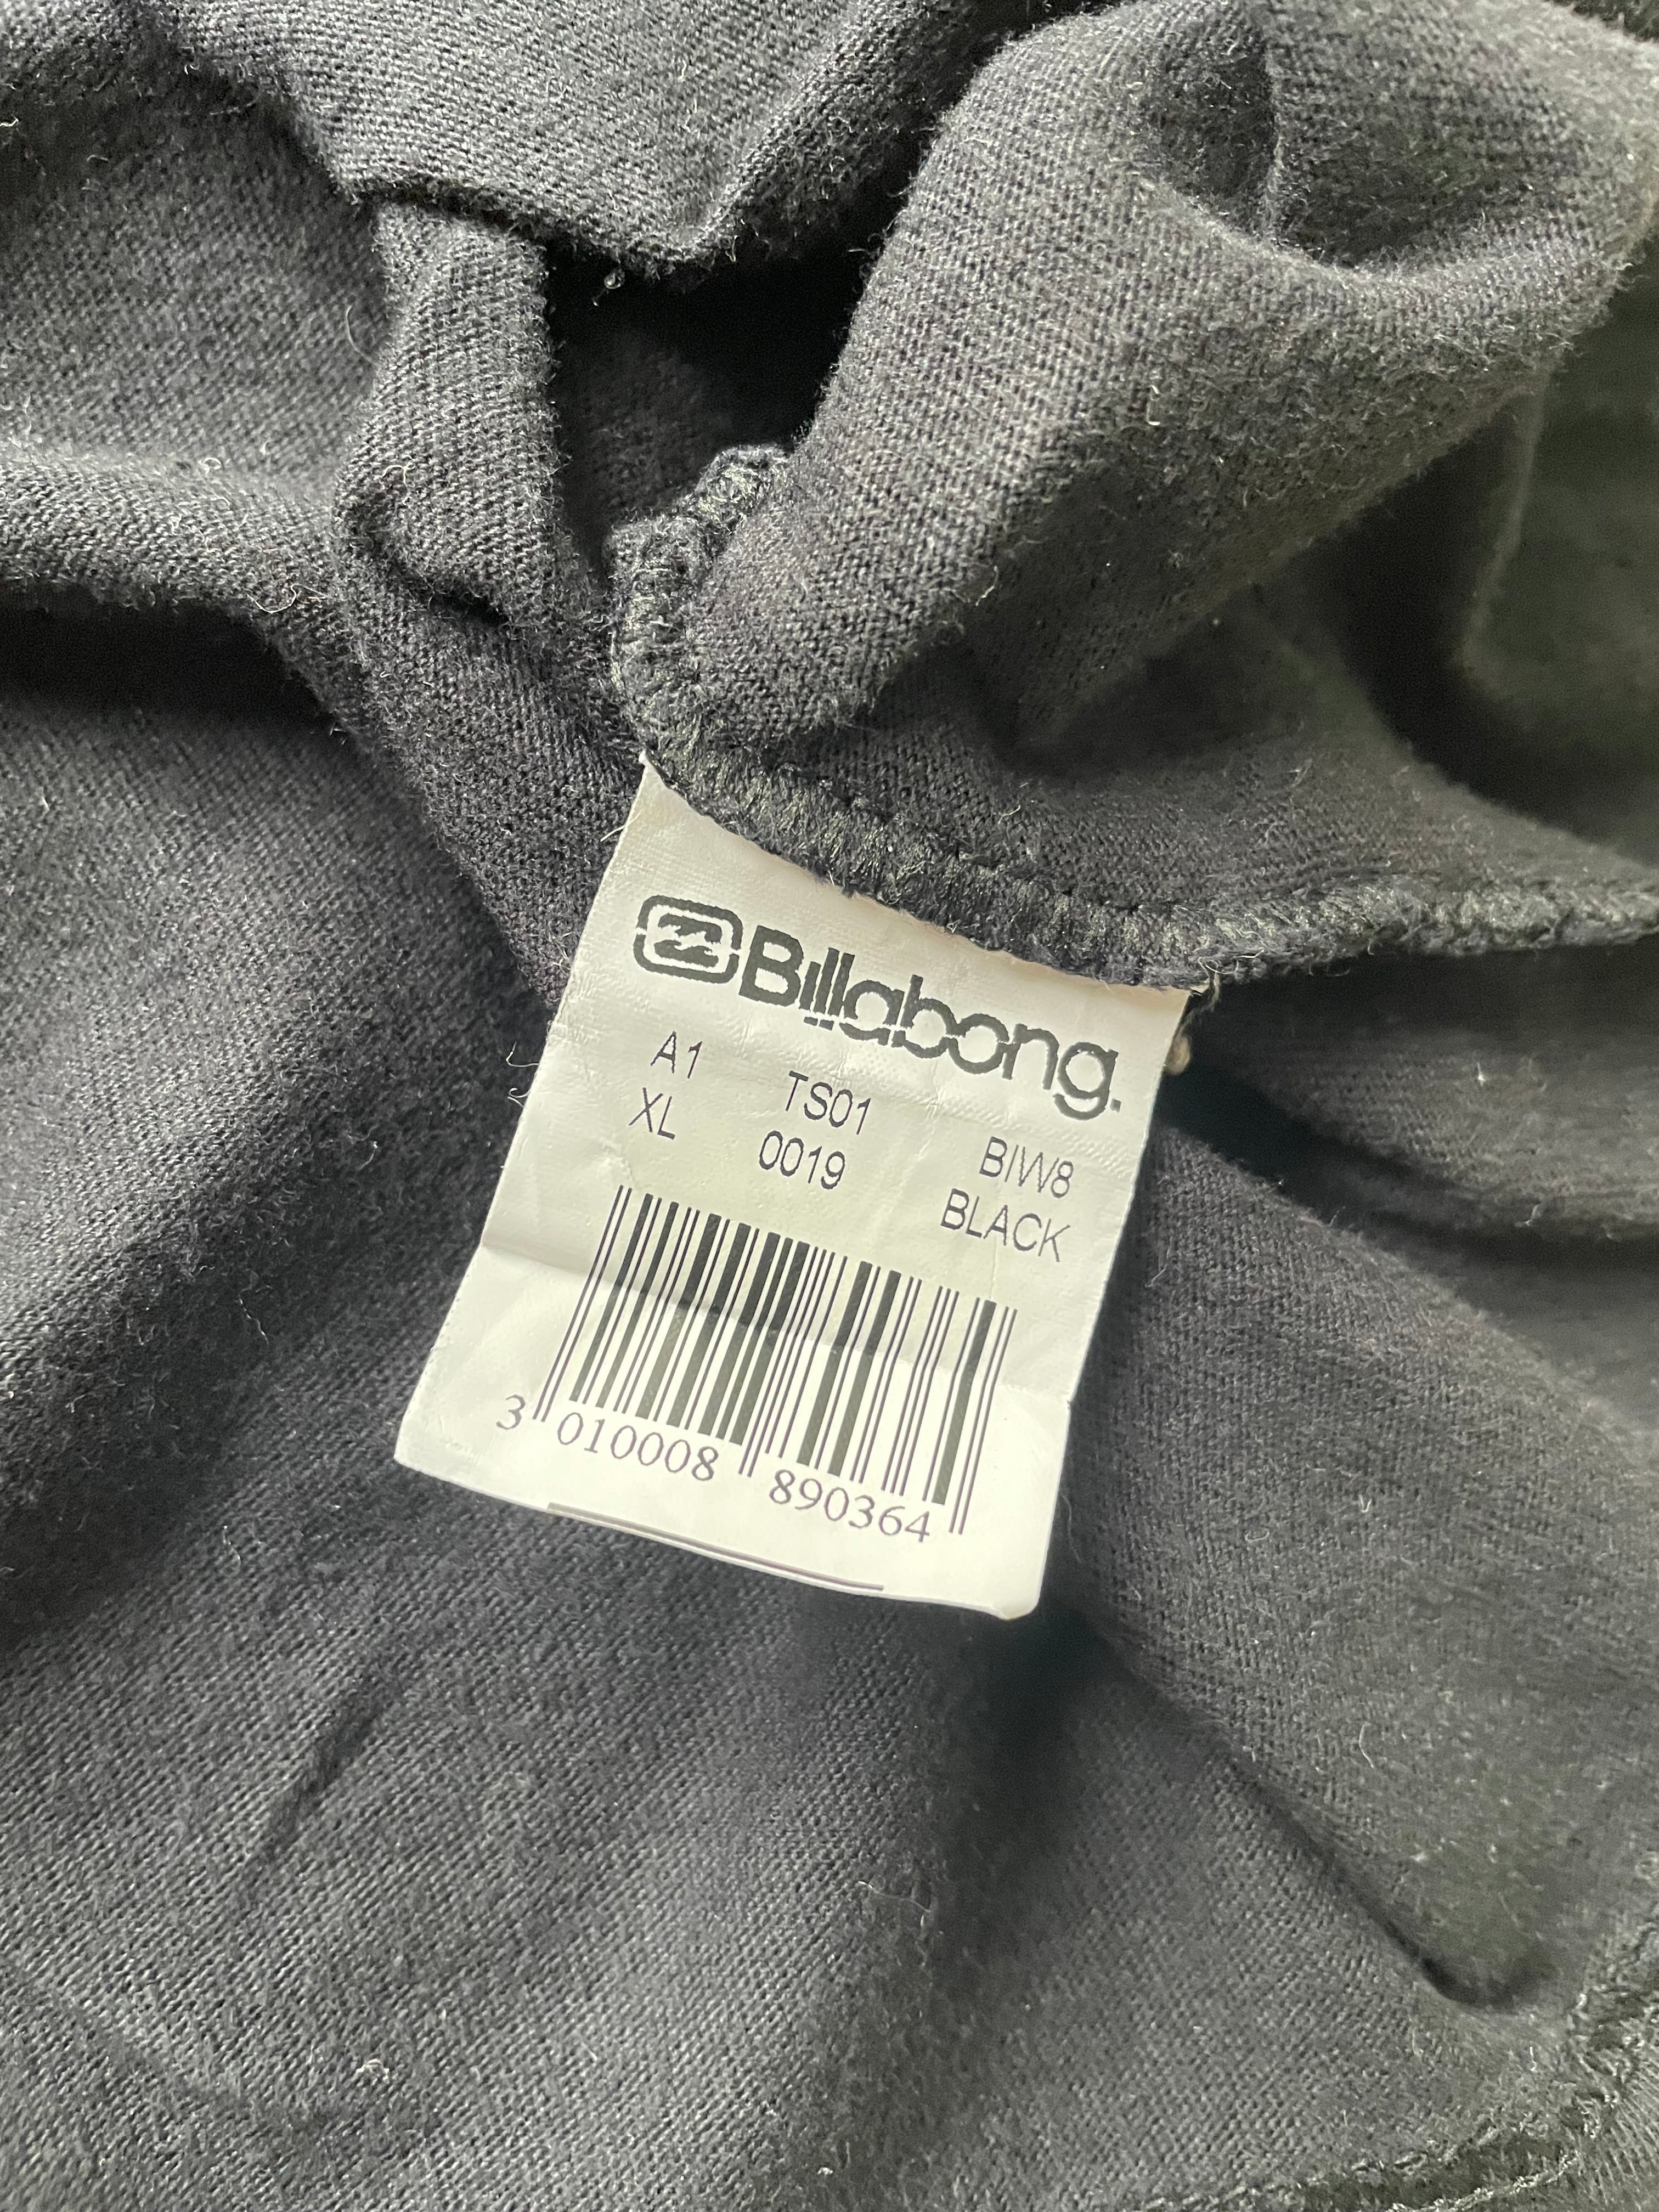 Billabong.
A1 TS01 BIW8
XL 0019 BLACK
3 010008 890364